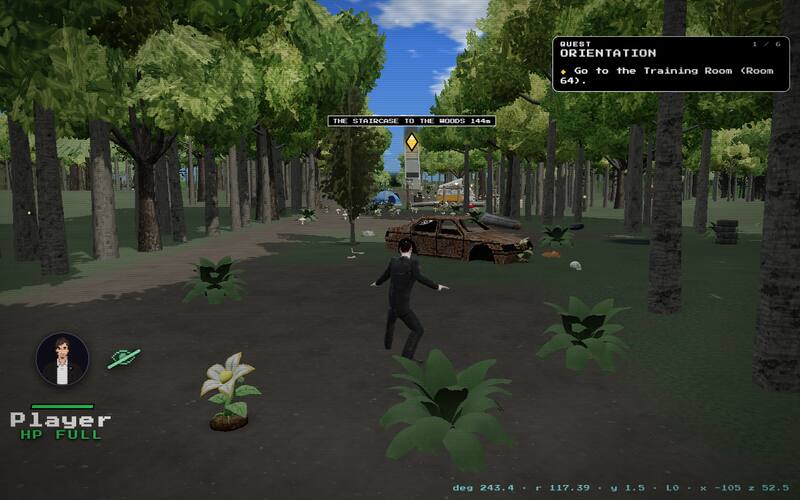 QUEST 1 / 6
ORIENTATION
◆ Go to the Training Room (Room
64).
THE STAIRCASE TO THE WOODS 144m
Player
HP FULL
deg 243.4 · r 117.39 · y 1.5 · L0 · x -105 z 52.5